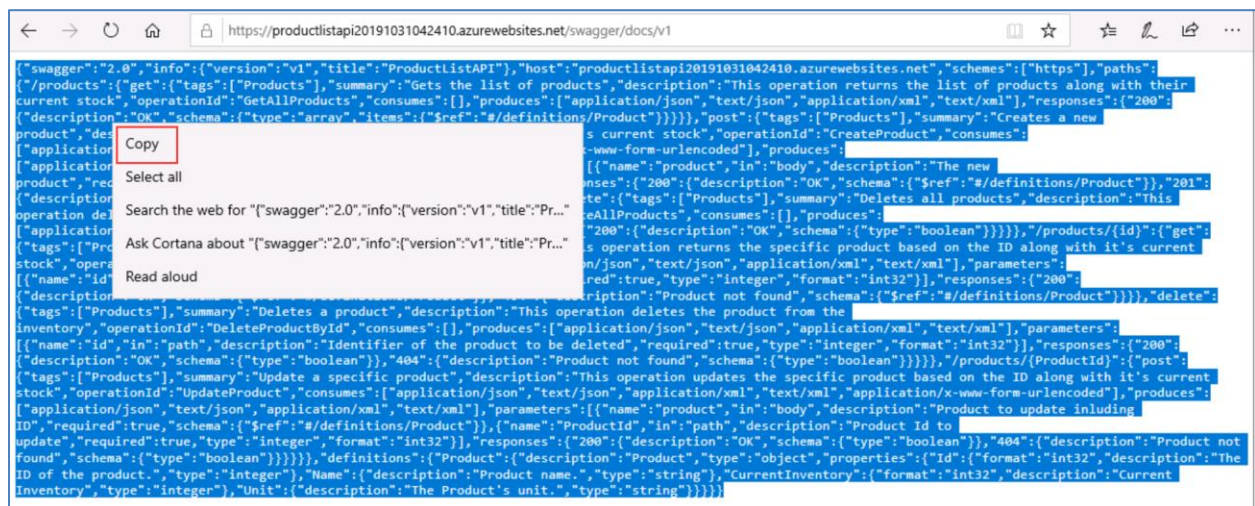 https://productlistapi20191031042410.azurewebsites.net/swagger/docs/v1
{"swagger":"2.0","info":{"version":"v1","title":"ProductListAPI"},"host":"productlistapi20191031042410.azurewebsites.net","schemes":["https"],"paths":
{"/products":{"get":{"tags":["Products"],"summary":"Gets the list of products","description":"This operation returns the list of products along with their
current stock","operationId":"GetAllProducts","consumes":[],"produces":["application/json","text/json","application/xml","text/xml"],"responses":{"200":
{"description":"OK","schema":{"type":"array","items":{"$ref":"#/definitions/Product"}}}}},"post":{"tags":["Products"],"summary":"Creates a new
product","des s current stock","operationId":"CreateProduct","consumes":
["application -www-form-urlencoded"],"produces":
["application [{"name":"product","in":"body","description":"The new
product","rec nses":{"200":{"description":"OK","schema":{"$ref":"#/definitions/Product"}},"201":
{"description ete":{"tags":["Products"],"summary":"Deletes all products","description":"This
operation del eAllProducts","consumes":[],"produces":
["application "200":{"description":"OK","schema":{"type":"boolean"}}}}},"/products/{id}":{"get":
{"tags":["Pro s operation returns the specific product based on the ID along with it's current
stock","opera n/json","text/json","application/xml","text/xml"],"parameters":
[{"name":"id" ired":true,"type":"integer","format":"int32"}],"responses":{"200":
{"description ription":"Product not found","schema":{"$ref":"#/definitions/Product"}}}},"delete":
{"tags":["Products"],"summary":"Deletes a product","description":"This operation deletes the product from the
inventory","operationId":"DeleteProductById","consumes":[],"produces":["application/json","text/json","application/xml","text/xml"],"parameters":
[{"name":"id","in":"path","description":"Identifier of the product to be deleted","required":true,"type":"integer","format":"int32"}],"responses":{"200":
{"description":"OK","schema":{"type":"boolean"}},"404":{"description":"Product not found","schema":{"type":"boolean"}}}}},"/products/{ProductId}":{"post":
{"tags":["Products"],"summary":"Update a specific product","description":"This operation updates the specific product based on the ID along with it's current
stock","operationId":"UpdateProduct","consumes":["application/json","text/json","application/xml","text/xml","application/x-www-form-urlencoded"],"produces":
["application/json","text/json","application/xml","text/xml"],"parameters":[{"name":"product","in":"body","description":"Product to update inluding
ID","required":true,"schema":{"$ref":"#/definitions/Product"}},{"name":"ProductId","in":"path","description":"Product Id to
update","required":true,"type":"integer","format":"int32"}],"responses":{"200":{"description":"OK","schema":{"type":"boolean"}},"404":{"description":"Product not
found","schema":{"type":"boolean"}}}}}},"definitions":{"Product":{"description":"Product","type":"object","properties":{"Id":{"format":"int32","description":"The
ID of the product.","type":"integer"},"Name":{"description":"Product name.","type":"string"},"CurrentInventory":{"format":"int32","description":"Current
Inventory","type":"integer"},"Unit":{"description":"The Product's unit.","type":"string"}}}}}
Copy
Select all
Search the web for "{"swagger":"2.0","info":{"version":"v1","title":"Pr..."
Ask Cortana about "{"swagger":"2.0","info":{"version":"v1","title":"Pr..."
Read aloud